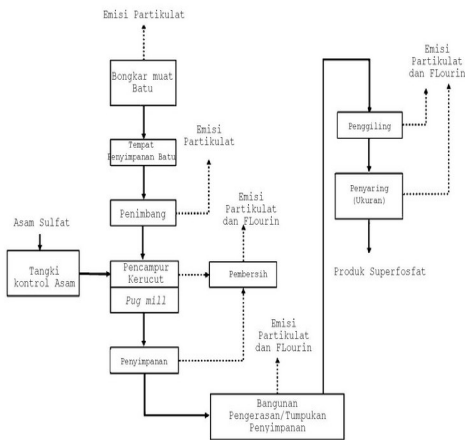 Emisi Partikulat
Bongkar muat
Batu
Tempat
Penyimpanan Batu
Emisi
Partikulat
Penimbang
Asam Sulfat
Tangki
kontrol Asam
Pencampur
Kerucut
Pug mill
Penyimpanan
Emisi
Partikulat
dan FLourin
Pembersih
Emisi
Partikulat
dan FLourin
Bangunan
Pengerasan/Tumpukan
Penyimpanan
Emisi
Partikulat
dan FLourin
Penggiling
Penyaring
(Ukuran)
Produk Superfosfat